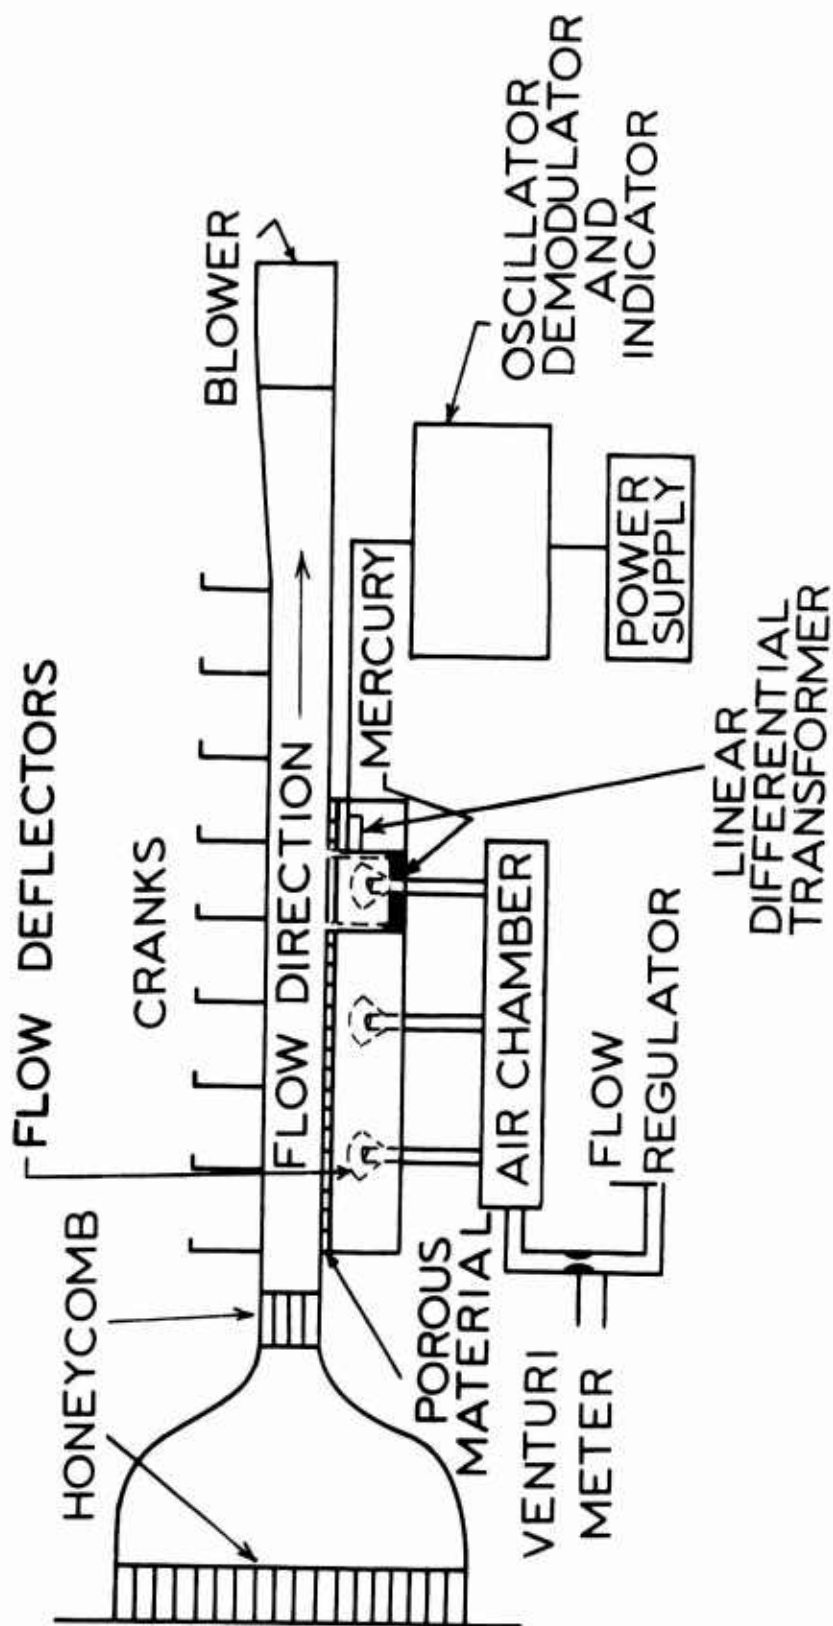 FLOW DEFLECTORS
HONEYCOMB
CRANKS
BLOWER
FLOW DIRECTION
MERCURY
POROUS
MATERIAL
OSCILLATOR
DEMODULATOR
AND
INDICATOR
AIR CHAMBER
POWER
SUPPLY
VENTURI
METER
FLOW
REGULATOR
LINEAR
DIFFERENTIAL
TRANSFORMER